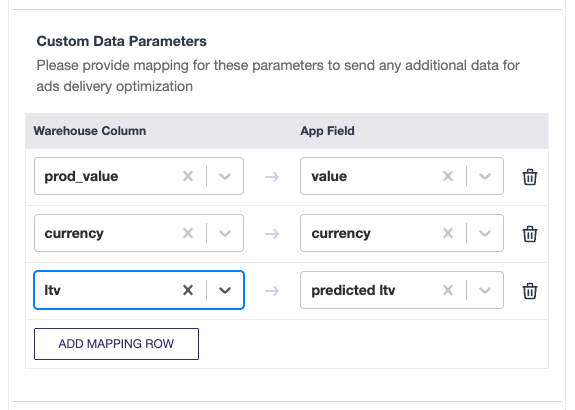 Custom Data Parameters
Please provide mapping for these parameters to send any additional data for
ads delivery optimization
Warehouse Column App Field
prod_value value
currency currency
ltv predicted ltv
ADD MAPPING ROW